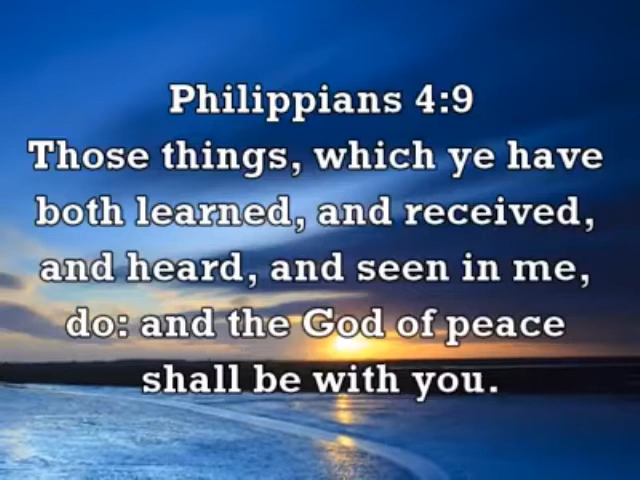 Philippians 4:9
Those things, which ye have
both learned, and received,
and heard, and seen in me,
do: and the God of peace
shall be with you.